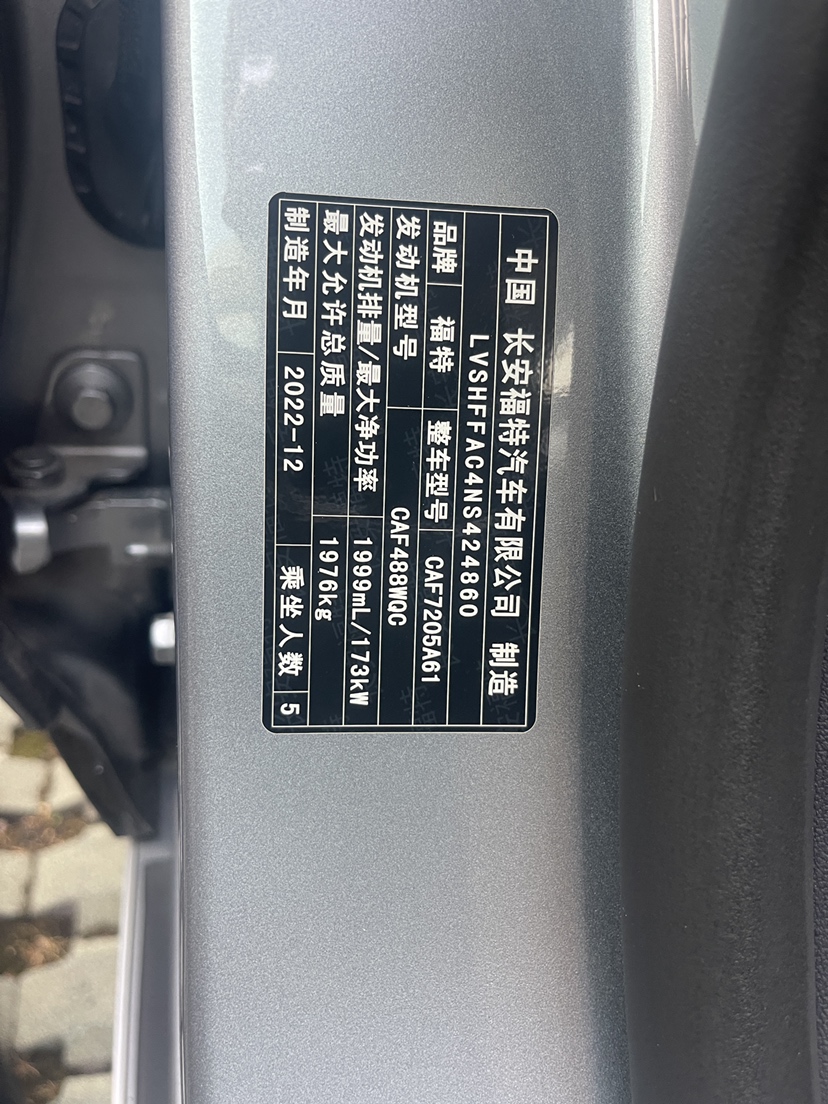 中国 长安福特汽车有限公司 制造
LVSHFFAC4NS424860
品牌 福特 整车型号 CAF7205A61
发动机型号 CAF488WQC
发动机排量/最大净功率 1999mL/173kW
最大允许总质量 1976kg
制造年月 2022-12 乘坐人数 5